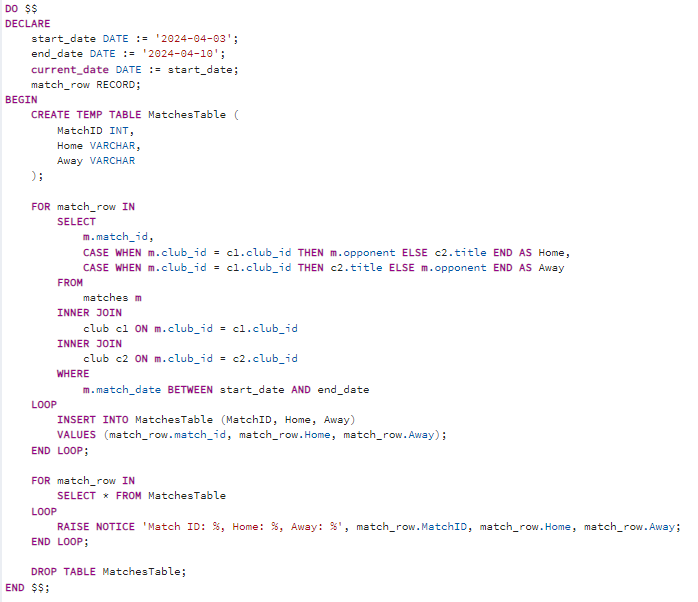 DO $$
DECLARE
    start_date DATE := '2024-04-03';
    end_date DATE := '2024-04-10';
    current_date DATE := start_date;
    match_row RECORD;
BEGIN
    CREATE TEMP TABLE MatchesTable (
        MatchID INT,
        Home VARCHAR,
        Away VARCHAR
    );
    FOR match_row IN
        SELECT
            m.match_id,
            CASE WHEN m.club_id = c1.club_id THEN m.opponent ELSE c2.title END AS Home,
            CASE WHEN m.club_id = c1.club_id THEN c2.title ELSE m.opponent END AS Away
        FROM
            matches m
        INNER JOIN
            club c1 ON m.club_id = c1.club_id
        INNER JOIN
            club c2 ON m.club_id = c2.club_id
        WHERE
            m.match_date BETWEEN start_date AND end_date
    LOOP
        INSERT INTO MatchesTable (MatchID, Home, Away)
        VALUES (match_row.match_id, match_row.Home, match_row.Away);
    END LOOP;
    FOR match_row IN
        SELECT * FROM MatchesTable
    LOOP
        RAISE NOTICE 'Match ID: %, Home: %, Away: %', match_row.MatchID, match_row.Home, match_row.Away;
    END LOOP;
    DROP TABLE MatchesTable;
END $$;